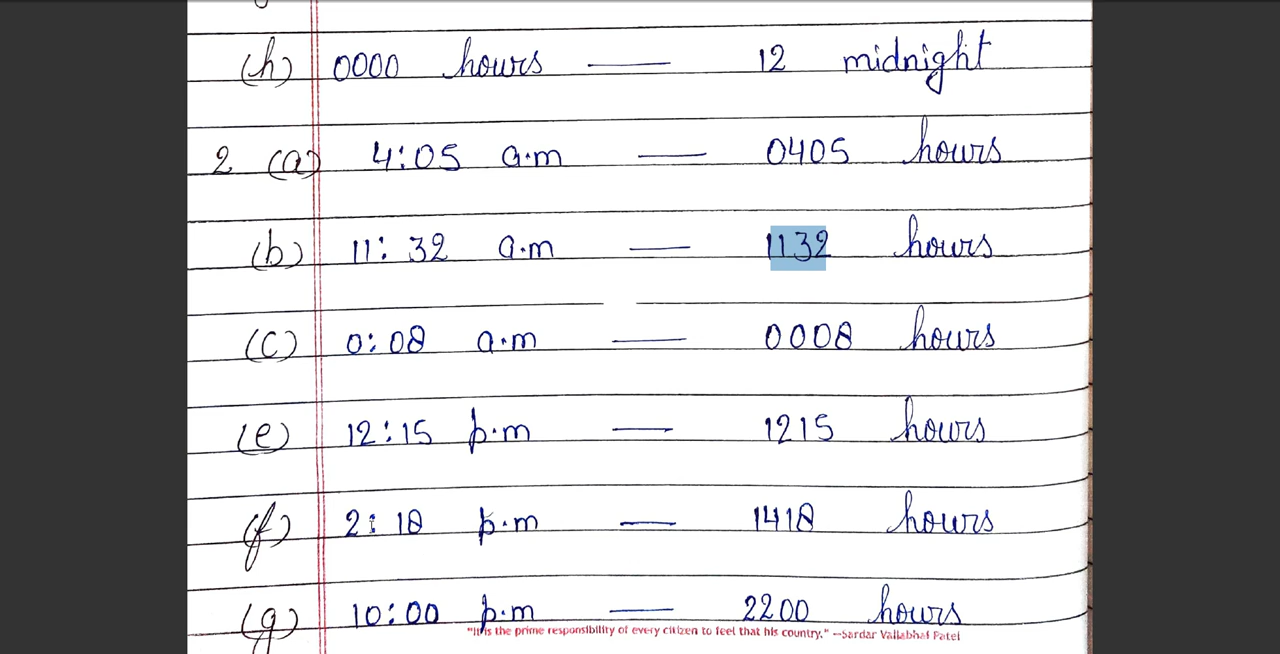 (h) 0000 hours — 12 midnight
2 (a) 4:05 a.m — 0405 hours
(b) 11:32 a.m — 1132 hours
(c) 0:08 a.m — 0008 hours
(e) 12:15 p.m — 1215 hours
(f) 2:18 p.m — 1418 hours
(g) 10:00 p.m — 2200 hours
"It is the prime responsibility of every citizen to feel that his country." —Sardar Vallabhai Patel